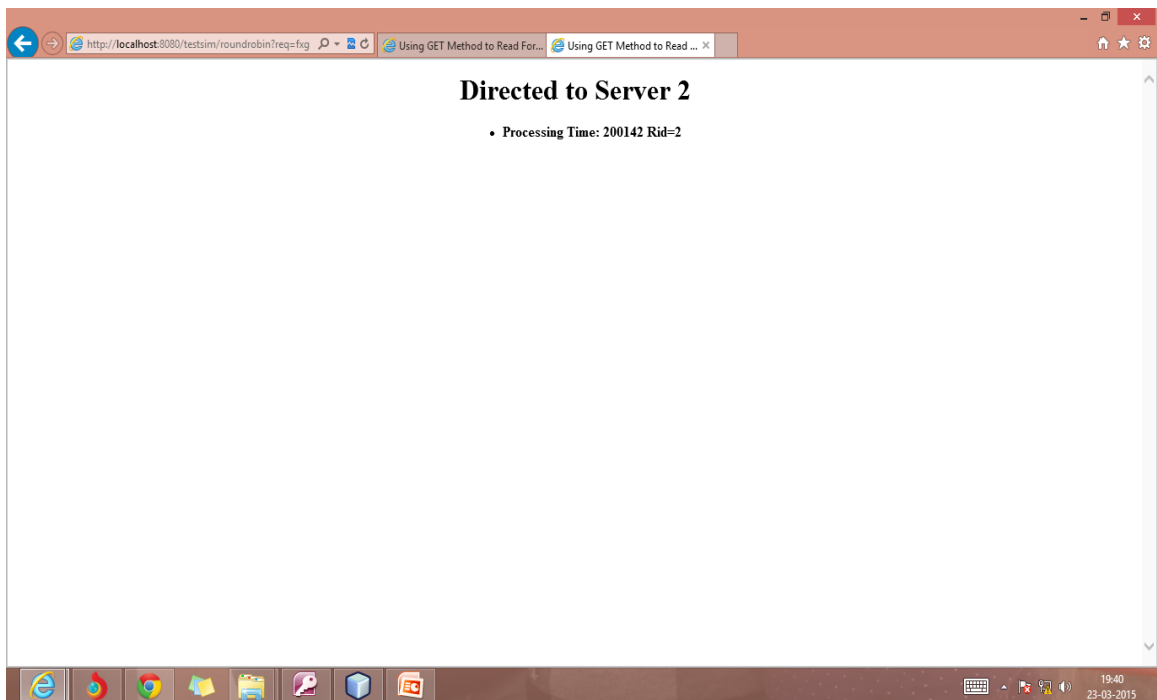 http://localhost:8080/testsim/roundrobin?req=fxg
Using GET Method to Read For...
Using GET Method to Read ...
Directed to Server 2
• Processing Time: 200142 Rid=2
19:40
23-03-2015